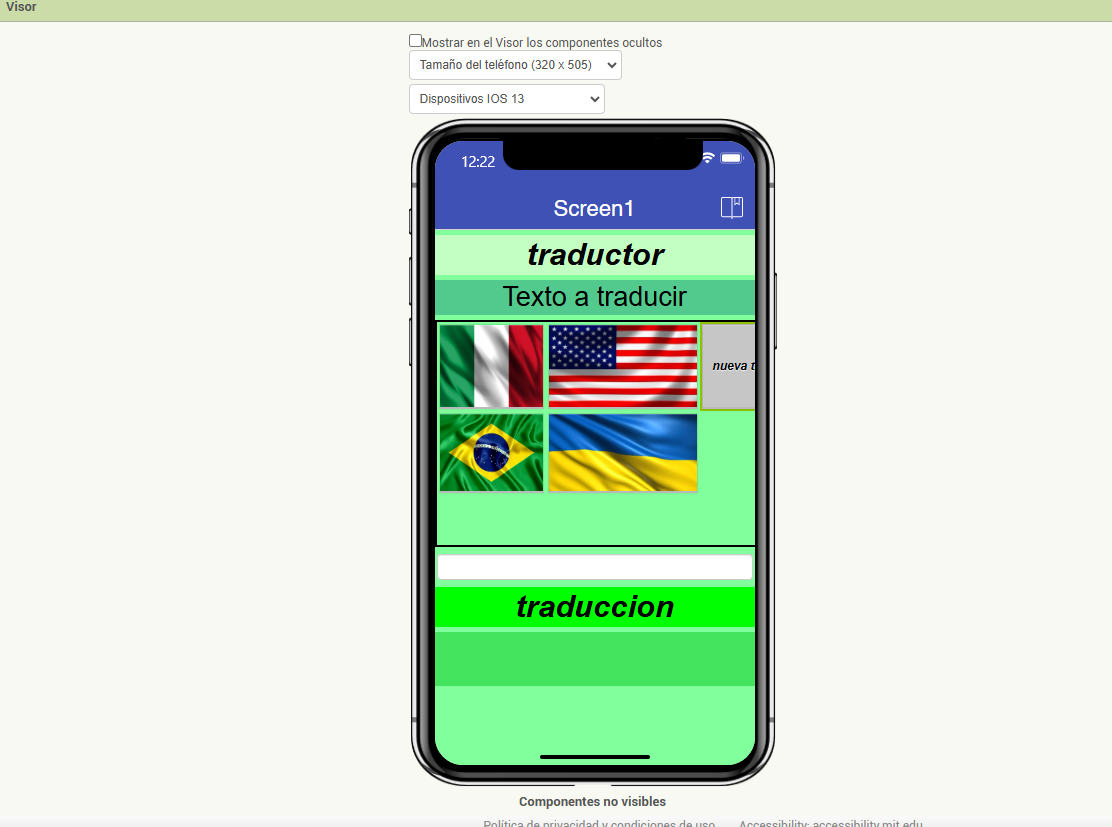 Visor
Mostrar en el Visor los componentes ocultos
Tamaño del teléfono (320 x 505)
Dispositivos IOS 13
12:22
Screen1
traductor
Texto a traducir
nueva t
traduccion
Componentes no visibles
Política de privacidad y condiciones de uso
Accessibility: accessibility.mit.edu